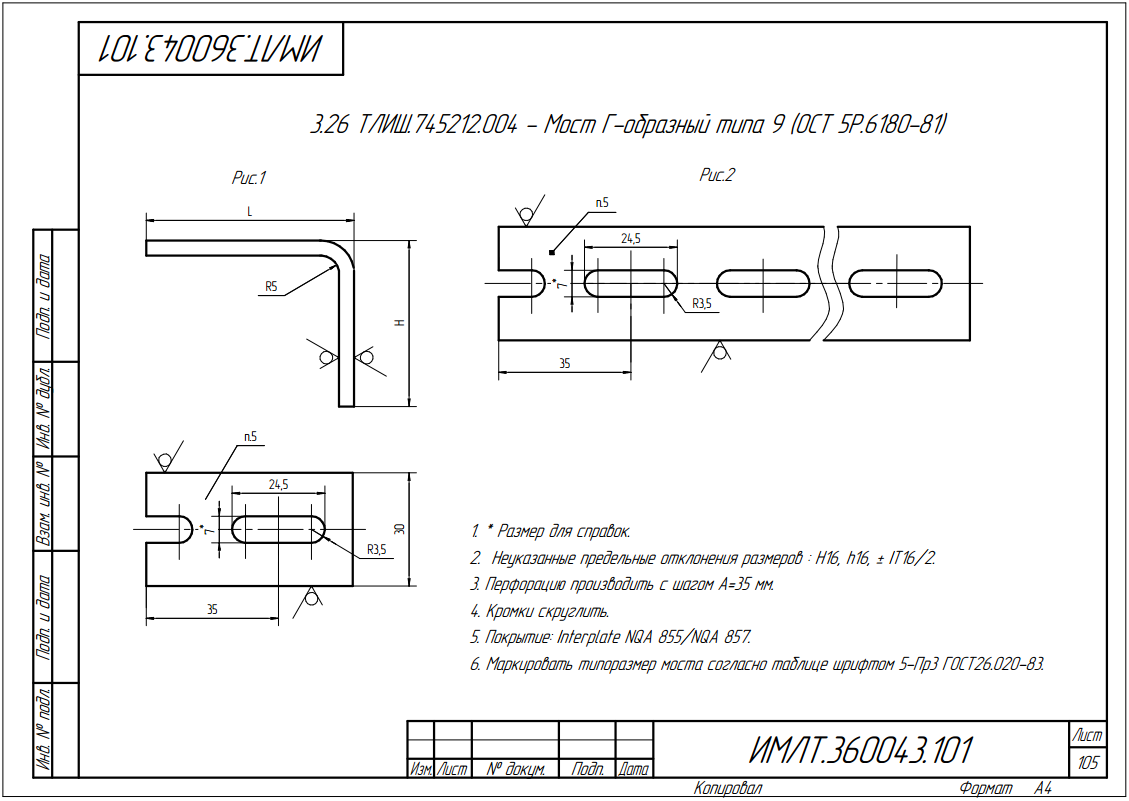 ИМЛТ.360043.101
3.26 ТЛИШ.745212.004 - Мост Г-образный типа 9 (ОСТ 5Р.6180-81)
Рис.1
Рис.2
L
R5
H
п.5
24,5
7*
R3,5
35
п.5
24,5
7*
R3,5
30
35
1. * Размер для справок.
2. Неуказанные предельные отклонения размеров : H16, h16, ± IT16/2.
3. Перфорацию производить с шагом А=35 мм.
4. Кромки скруглить.
5. Покрытие: Interplate NQA 855/NQA 857.
6. Маркировать типоразмер моста согласно таблице шрифтом 5-Пр3 ГОСТ26.020-83.
Подп. и дата
Инв. № дубл.
Взам. инв. №
Подп. и дата
Инв. № подл.
Изм. Лист № докум. Подп. Дата
ИМЛТ.360043.101
Лист
105
Копировал Формат А4